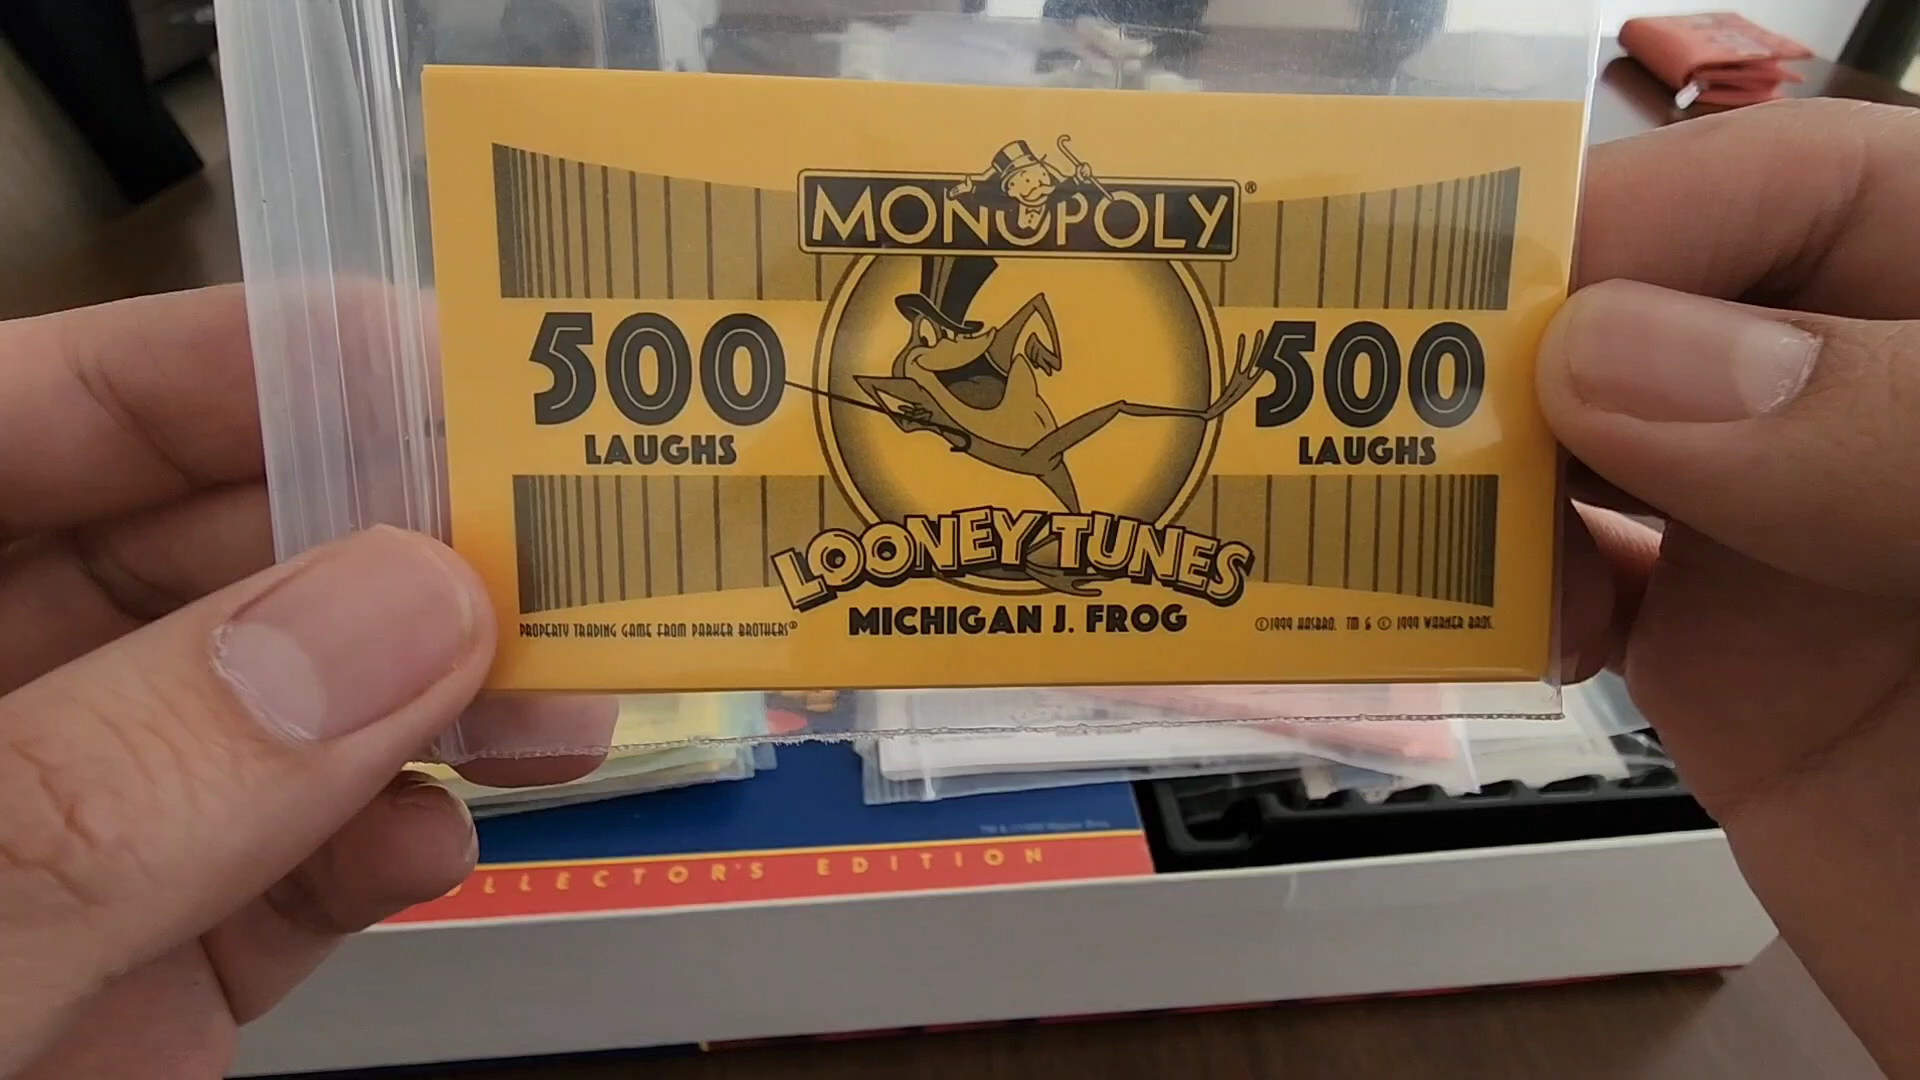 MONOPOLY®
500 500
LAUGHS LAUGHS
LOONEY TUNES
MICHIGAN J. FROG
PROPERTY TRADING GAME FROM PARKER BROTHERS® ©1999 HASBRO. TM & © 1999 WARNER BROS.
LLECTOR'S EDITION